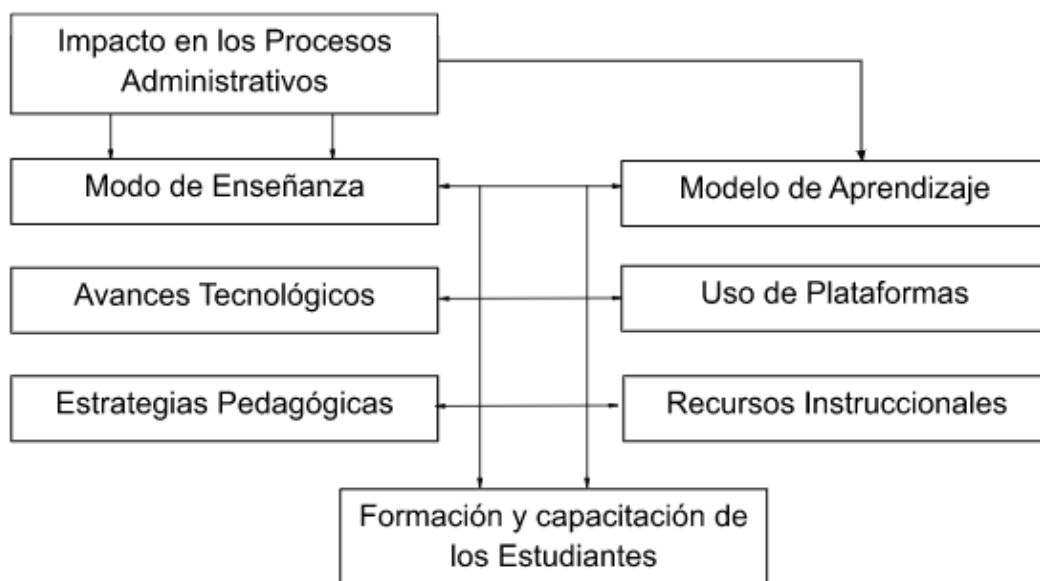 Impacto en los Procesos
Administrativos
Modo de Enseñanza
Modelo de Aprendizaje
Avances Tecnológicos
Uso de Plataformas
Estrategias Pedagógicas
Recursos Instruccionales
Formación y capacitación de
los Estudiantes